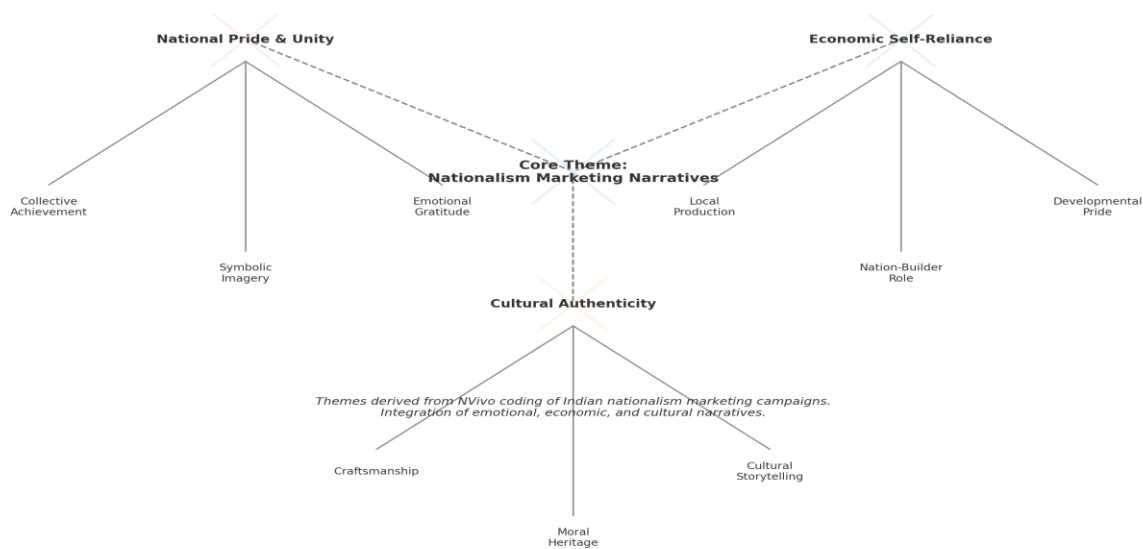 National Pride & Unity
Economic Self-Reliance
Core Theme:
Nationalism Marketing Narratives
Collective
Achievement
Emotional
Gratitude
Local
Production
Developmental
Pride
Symbolic
Imagery
Nation-Builder
Role
Cultural Authenticity
Themes derived from NVivo coding of Indian nationalism marketing campaigns.
Integration of emotional, economic, and cultural narratives.
Craftsmanship
Cultural
Storytelling
Moral
Heritage